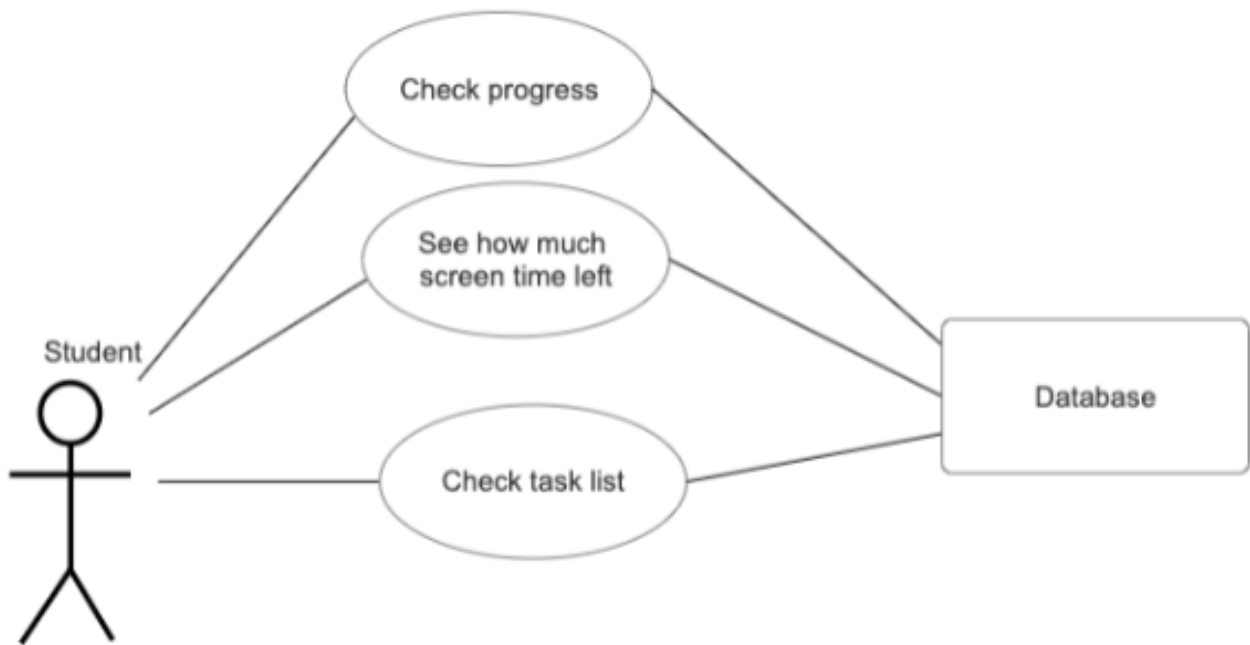 Check progress
See how much
screen time left
Student
Database
Check task list